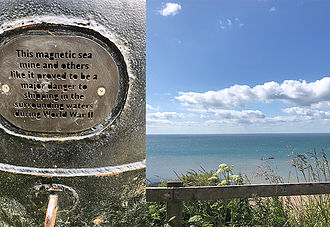 This magnetic sea
mine and others
like it proved to be a
major danger to
shipping in the
surrounding waters
during World War II